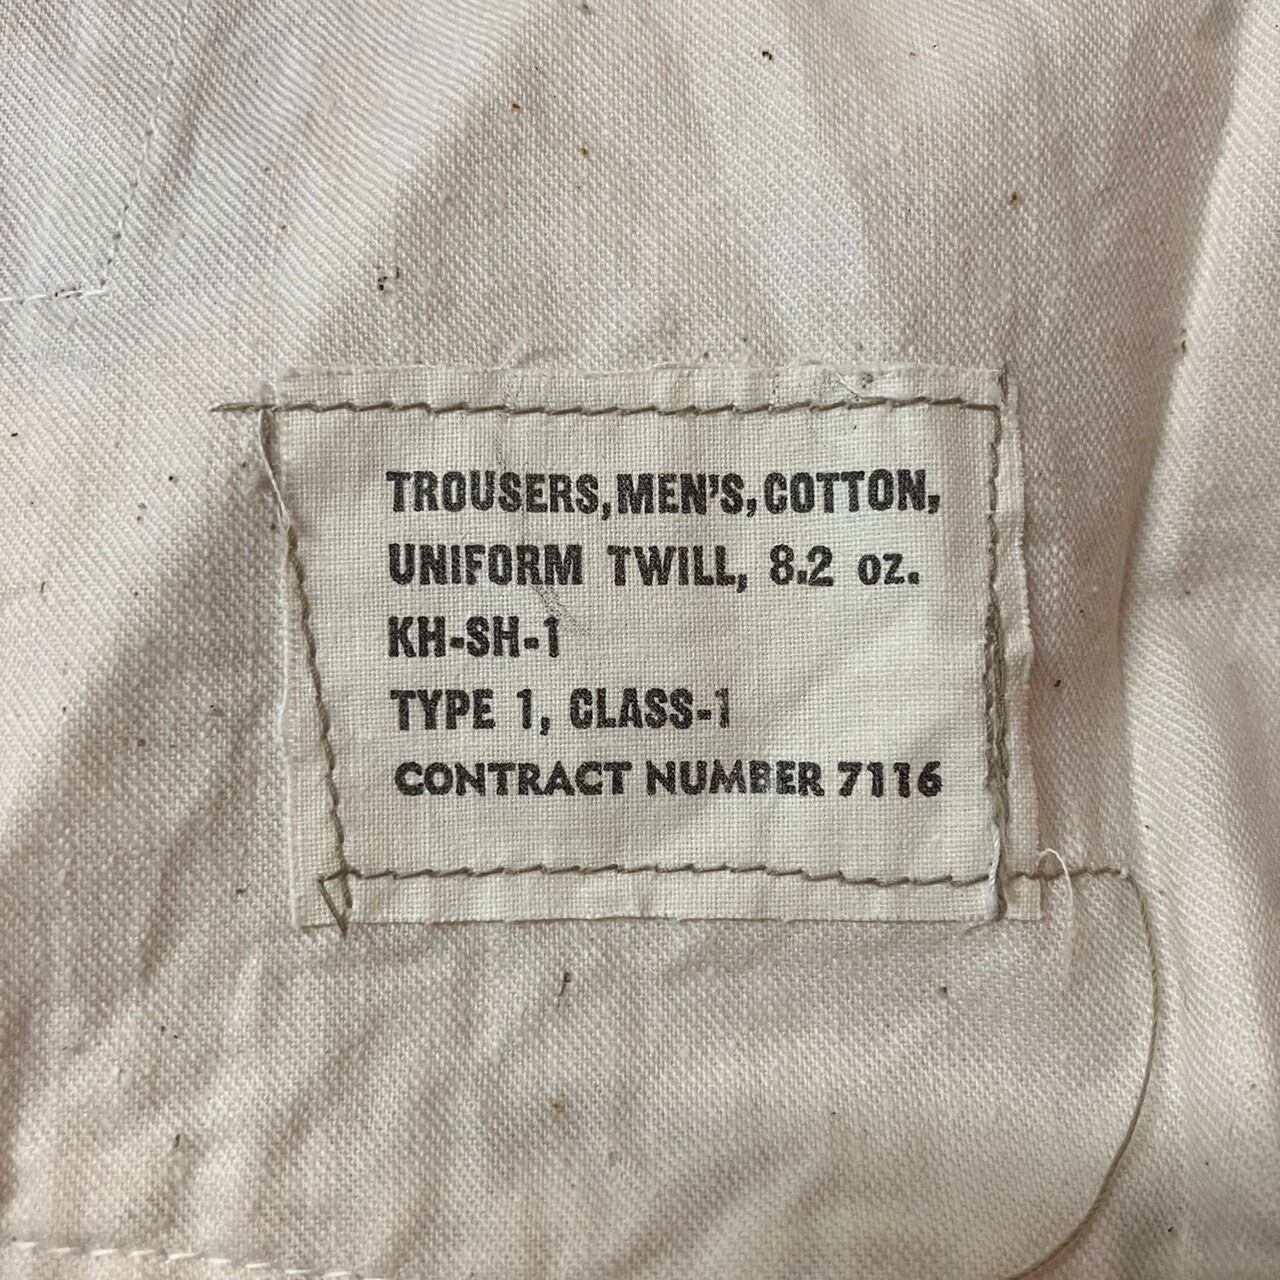 TROUSERS,MEN'S,COTTON,
UNIFORM TWILL, 8.2 oz.
KH-SH-1
TYPE 1, CLASS-1
CONTRACT NUMBER 7116